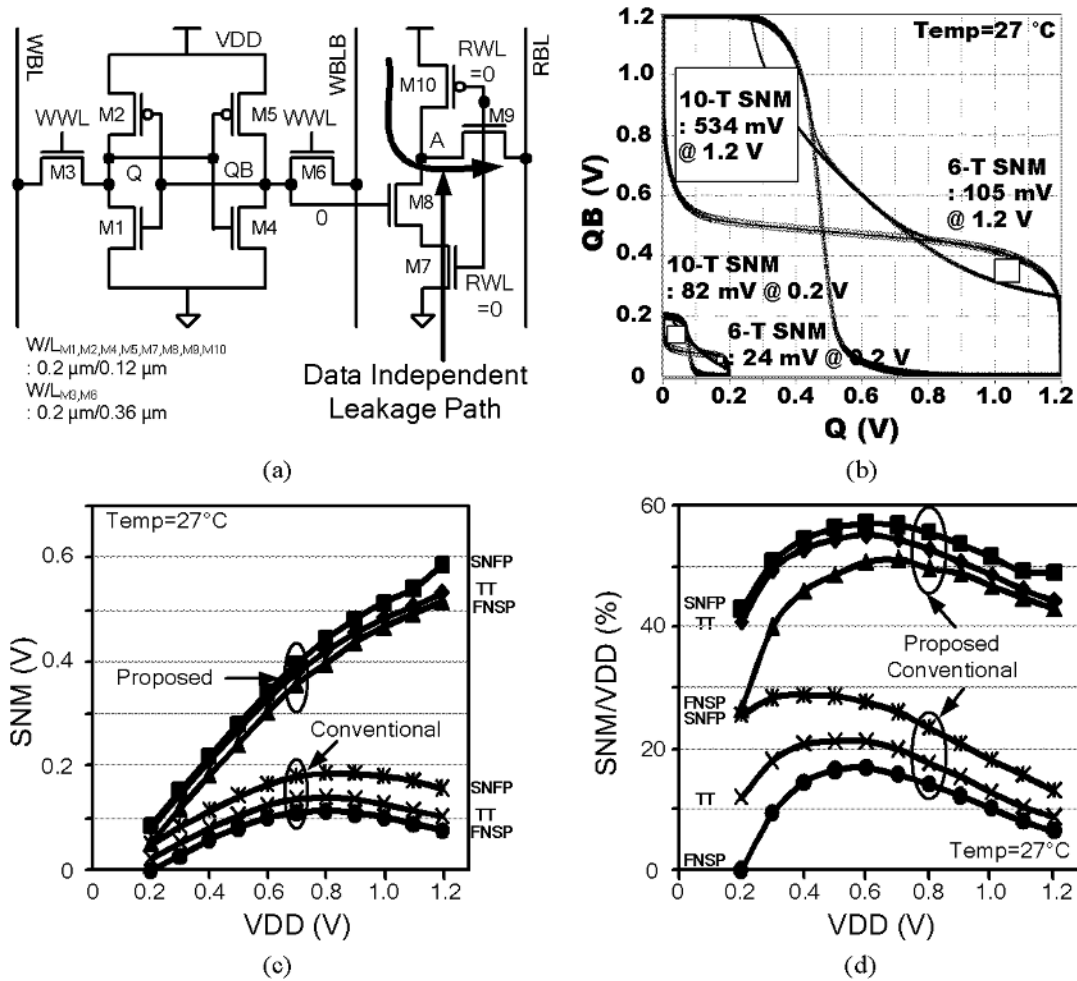 WBL
VDD
WBLB
RBL
M2
M5
WWL
WWL
M3
Q
QB
M6
M1
M4
0
M10
RWL
=0
M9
A
M8
M7
RWL
=0
W/L M1,M2,M4,M5,M7,M8,M9,M10
: 0.2 µm/0.12 µm
W/L M3,M6
: 0.2 µm/0.36 µm
Data Independent
Leakage Path
(a)
Temp=27 °C
10-T SNM
: 534 mV
@ 1.2 V
6-T SNM
: 105 mV
@ 1.2 V
10-T SNM
: 82 mV @ 0.2 V
6-T SNM
: 24 mV @ 0.2 V
QB (V)
1.2
1.0
0.8
0.6
0.4
0.2
0
0 0.2 0.4 0.6 0.8 1.0
Q (V)
(b)
Temp=27°C
SNM (V)
0.6
0.4
0.2
0
SNFP
TT
FNSP
Proposed
Conventional
SNFP
TT
FNSP
0 0.2 0.4 0.6 0.8 1.0 1.2
VDD (V)
(c)
SNM/VDD (%)
60
40
20
0
SNFP
TT
Proposed
Conventional
FNSP
SNFP
TT
FNSP
Temp=27°C
0 0.2 0.4 0.6 0.8 1.0 1.2
VDD (V)
(d)